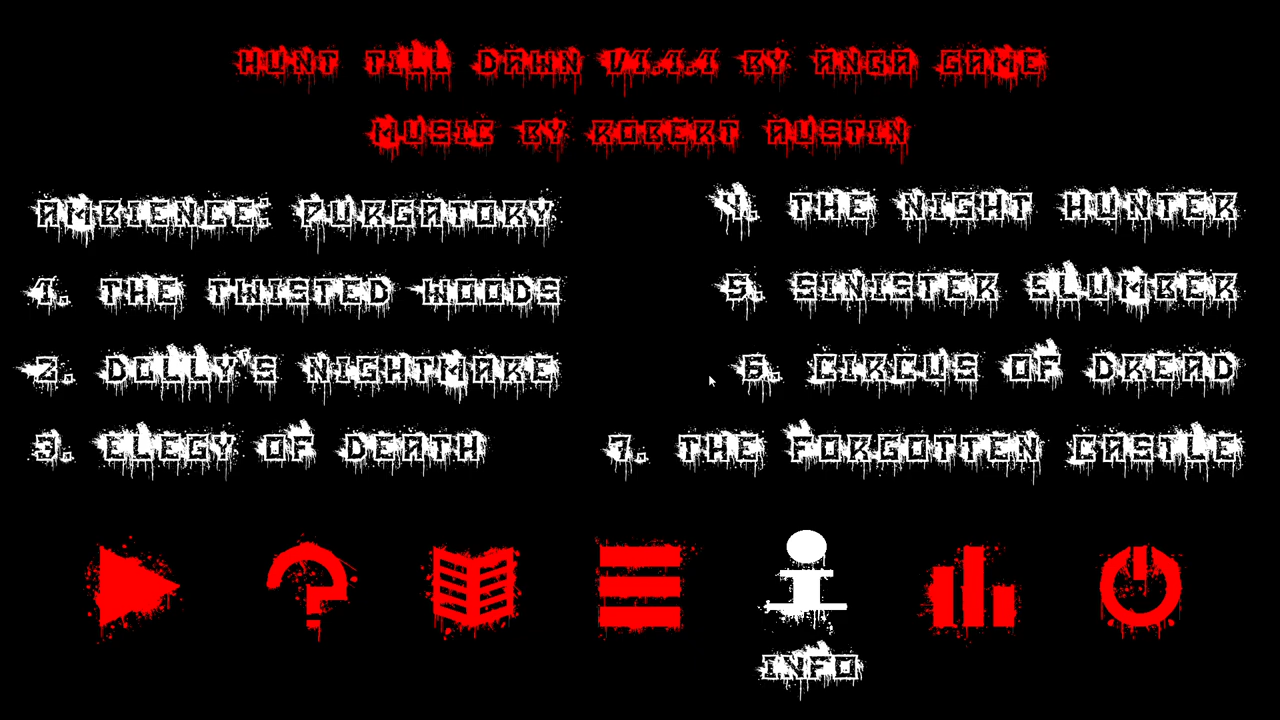 HUNT TILL DAWN V1.1.1 BY ANGA GAME
MUSIC BY ROBERT AUSTIN
AMBIENCE: PURGATORY
1. THE TWISTED WOODS
2. DOLLY'S NIGHTMARE
3. ELEGY OF DEATH
4. THE NIGHT HUNTER
5. SINISTER SLUMBER
6. CIRCUS OF DREAD
7. THE FORGOTTEN CASTLE
INFO